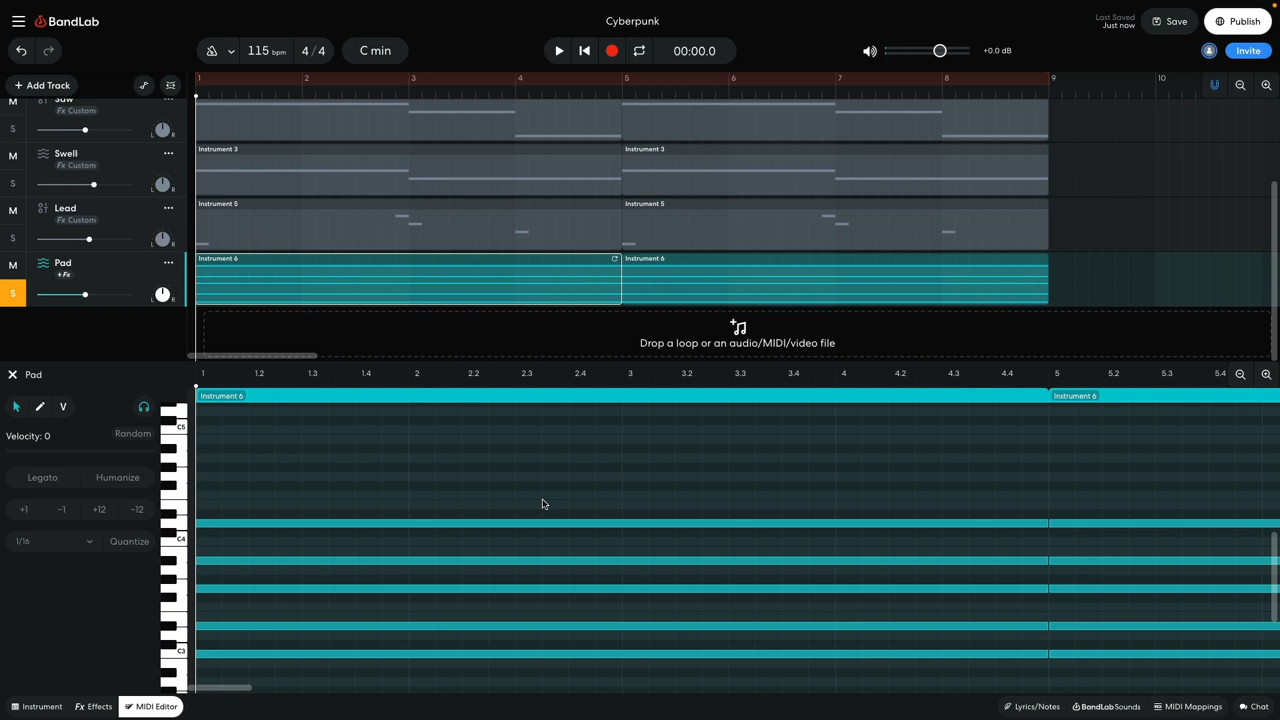 BandLab
Cyberpunk
Last Saved
Just now
Save
Publish
115 bpm
4 / 4
C min
00:00.0
+0.0 dB
Invite
+ Add Track
1 2 3 4 5 6 7 8 9 10
M
Saw
Fx Custom
S
L R
M
Swell
Fx Custom
S
L R
Instrument 3
Instrument 3
M
Lead
Fx Custom
S
L R
Instrument 5
Instrument 5
M
Pad
+Fx
S
L R
Instrument 6
Instrument 6
Drop a loop or an audio/MIDI/video file
Pad
1 1.2 1.3 1.4 2 2.2 2.3 2.4 3 3.2 3.3 3.4 4 4.2 4.3 4.4 5 5.2 5.3 5.4
Instrument 6
Instrument 6
V
C5
Velocity: 0
Random
Legato
Humanize
+1 −1 +12 −12
1/16
Quantize
C4
C3
Instrument
Fx Effects
MIDI Editor
Lyrics/Notes
BandLab Sounds
MIDI Mappings
Chat